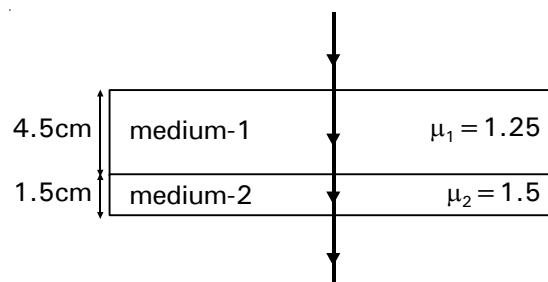 4.5cm medium-1 μ₁ = 1.25
1.5cm medium-2 μ₂ = 1.5